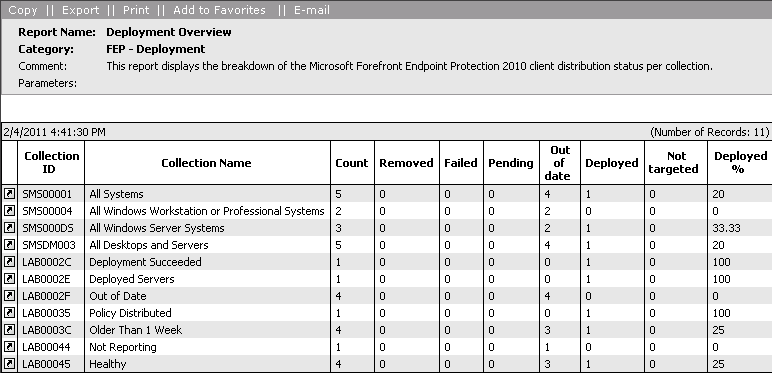 Copy || Export || Print || Add to Favorites || E-mail
Report Name: Deployment Overview
Category: FEP - Deployment
Comment: This report displays the breakdown of the Microsoft Forefront Endpoint Protection 2010 client distribution status per collection.
Parameters:
2/4/2011 4:41:30 PM (Number of Records: 11)
Collection ID Collection Name Count Removed Failed Pending Out of date Deployed Not targeted Deployed %
SMS00001 All Systems 5 0 0 0 4 1 0 20
SMS00004 All Windows Workstation or Professional Systems 2 0 0 0 2 0 0 0
SMS000DS All Windows Server Systems 3 0 0 0 2 1 0 33.33
SMSDM003 All Desktops and Servers 5 0 0 0 4 1 0 20
LAB0002C Deployment Succeeded 1 0 0 0 0 1 0 100
LAB0002E Deployed Servers 1 0 0 0 0 1 0 100
LAB0002F Out of Date 4 0 0 0 4 0 0 0
LAB00035 Policy Distributed 1 0 0 0 0 1 0 100
LAB0003C Older Than 1 Week 4 0 0 0 3 1 0 25
LAB00044 Not Reporting 1 0 0 0 1 0 0 0
LAB00045 Healthy 4 0 0 0 3 1 0 25